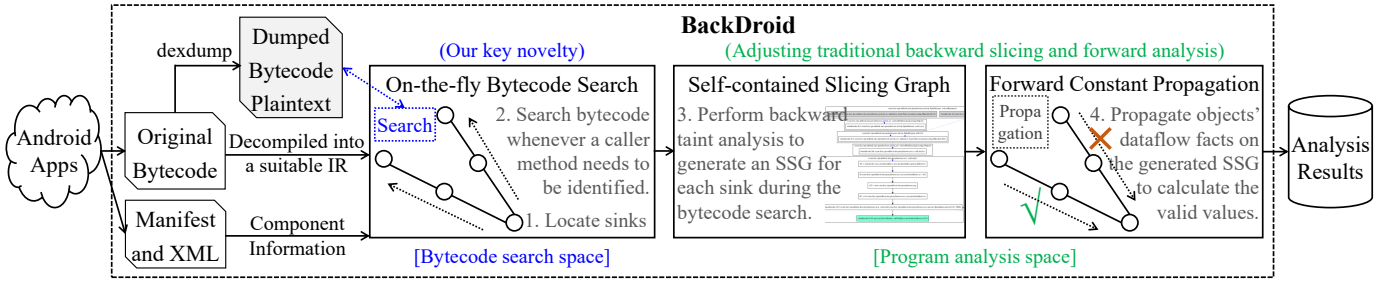 BackDroid
dexdump
Dumped
Bytecode
Plaintext
(Our key novelty)
(Adjusting traditional backward slicing and forward analysis)
Android
Apps
Original
Bytecode
Decompiled into
a suitable IR
Manifest
and XML
Component
Information
On-the-fly Bytecode Search
Search
2. Search bytecode
whenever a caller
method needs to
be identified.
1. Locate sinks
[Bytecode search space]
Self-contained Slicing Graph
3. Perform backward
taint analysis to
generate an SSG for
each sink during the
bytecode search.
Forward Constant Propagation
Propa
gation
4. Propagate objects'
dataflow facts on
the generated SSG
to calculate the
valid values.
[Program analysis space]
Analysis
Results